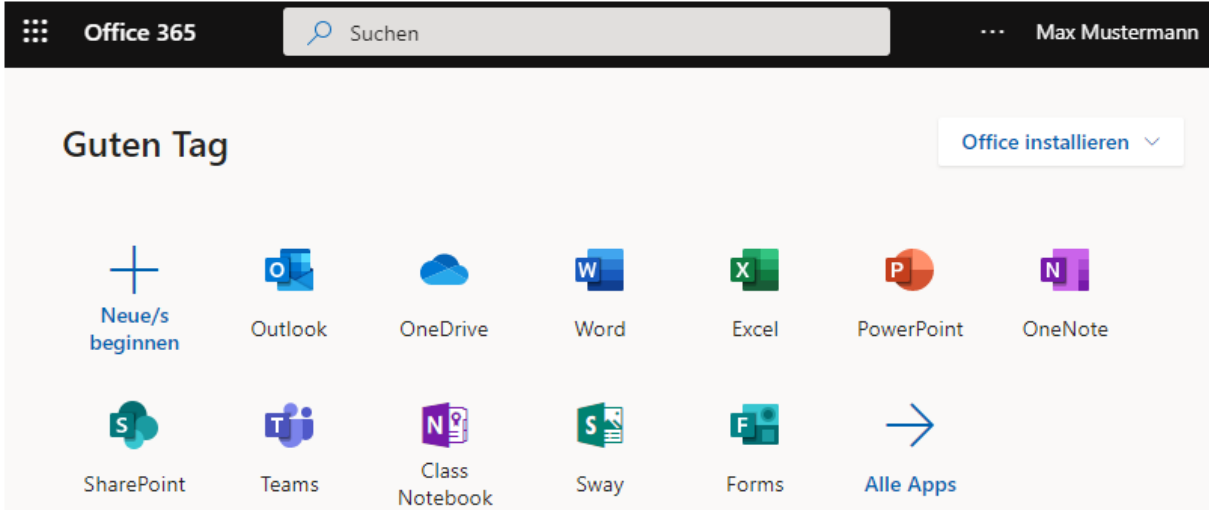 Office 365
Suchen
... Max Mustermann
Guten Tag
Office installieren
Neue/s
beginnen
Outlook
OneDrive
Word
Excel
PowerPoint
OneNote
SharePoint
Teams
Class
Notebook
Sway
Forms
Alle Apps